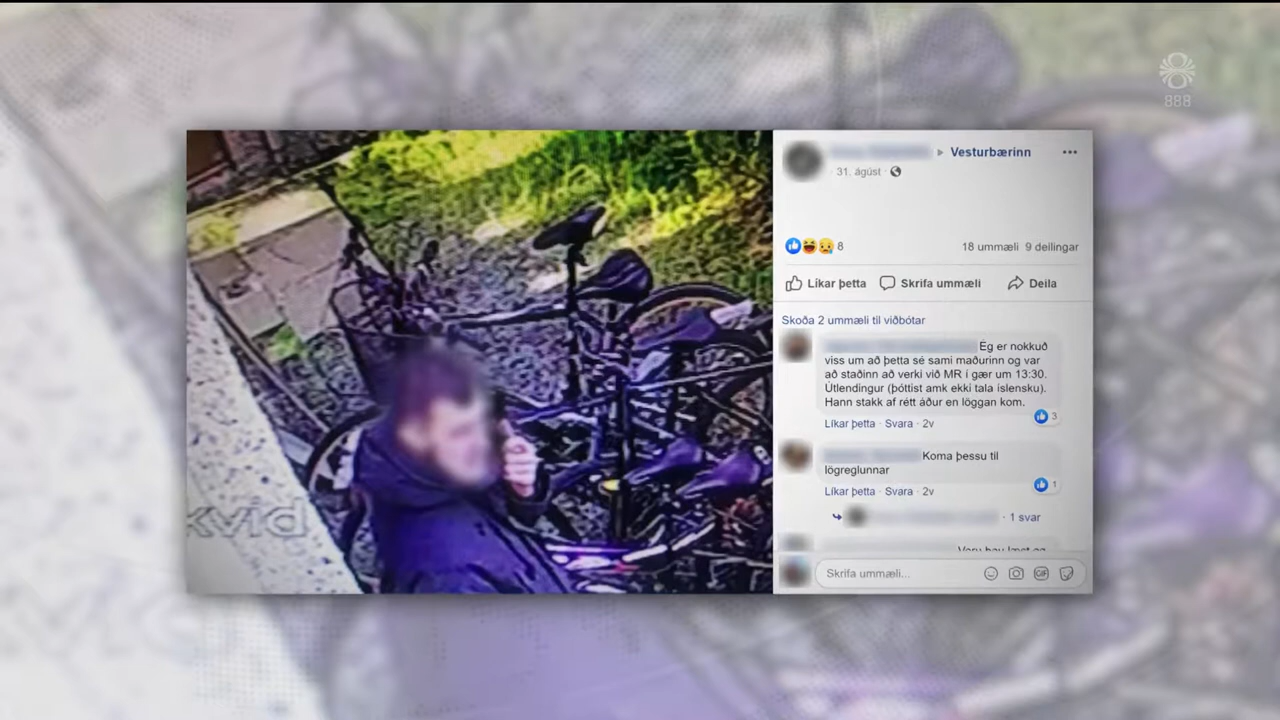 888
Vesturbærinn
31. ágúst
8
18 ummæli 9 deilingar
Líkar þetta Skrifa ummæli Deila
Skoða 2 ummæli til viðbótar
Ég er nokkuð
viss um að þetta sé sami maðurinn og var
að staðinn að verki við MR í gær um 13:30.
Útlendingur (þóttist amk ekki tala íslensku).
Hann stakk af rétt áður en löggan kom.
3
Líkar þetta · Svara · 2v
Koma þessu til
lögreglunnar
1
Líkar þetta · Svara · 2v
· 1 svar
Skrifa ummæli...
GIF
kvid